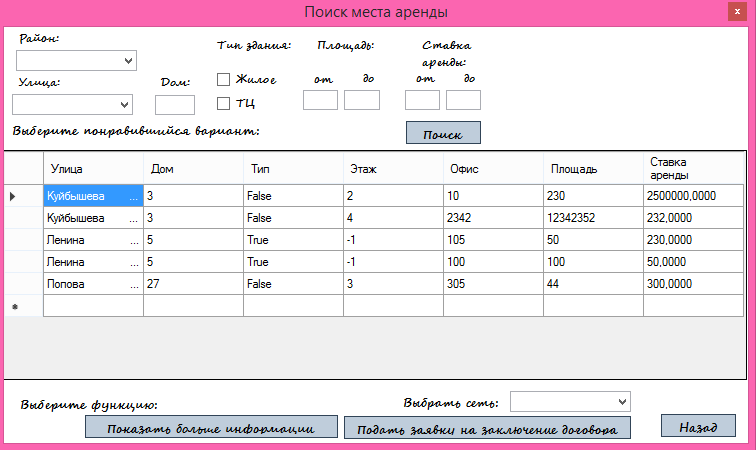 Поиск места аренды
x
Район:
Тип здания: Площадь: Ставка аренды:
Жилое от до от до
Улица: Дом:
ТЦ
Выберите понравившийся вариант: Поиск
Улица Дом Тип Этаж Офис Площадь Ставка аренды
Куйбышева ... 3 False 2 10 230 2500000,0000
Куйбышева ... 3 False 4 2342 12342352 232,0000
Ленина ... 5 True -1 105 50 230,0000
Ленина ... 5 True -1 100 100 50,0000
Попова ... 27 False 3 305 44 300,0000
Выберите функцию: Выбрать сеть:
Показать больше информации Подать заявку на заключение договора Назад